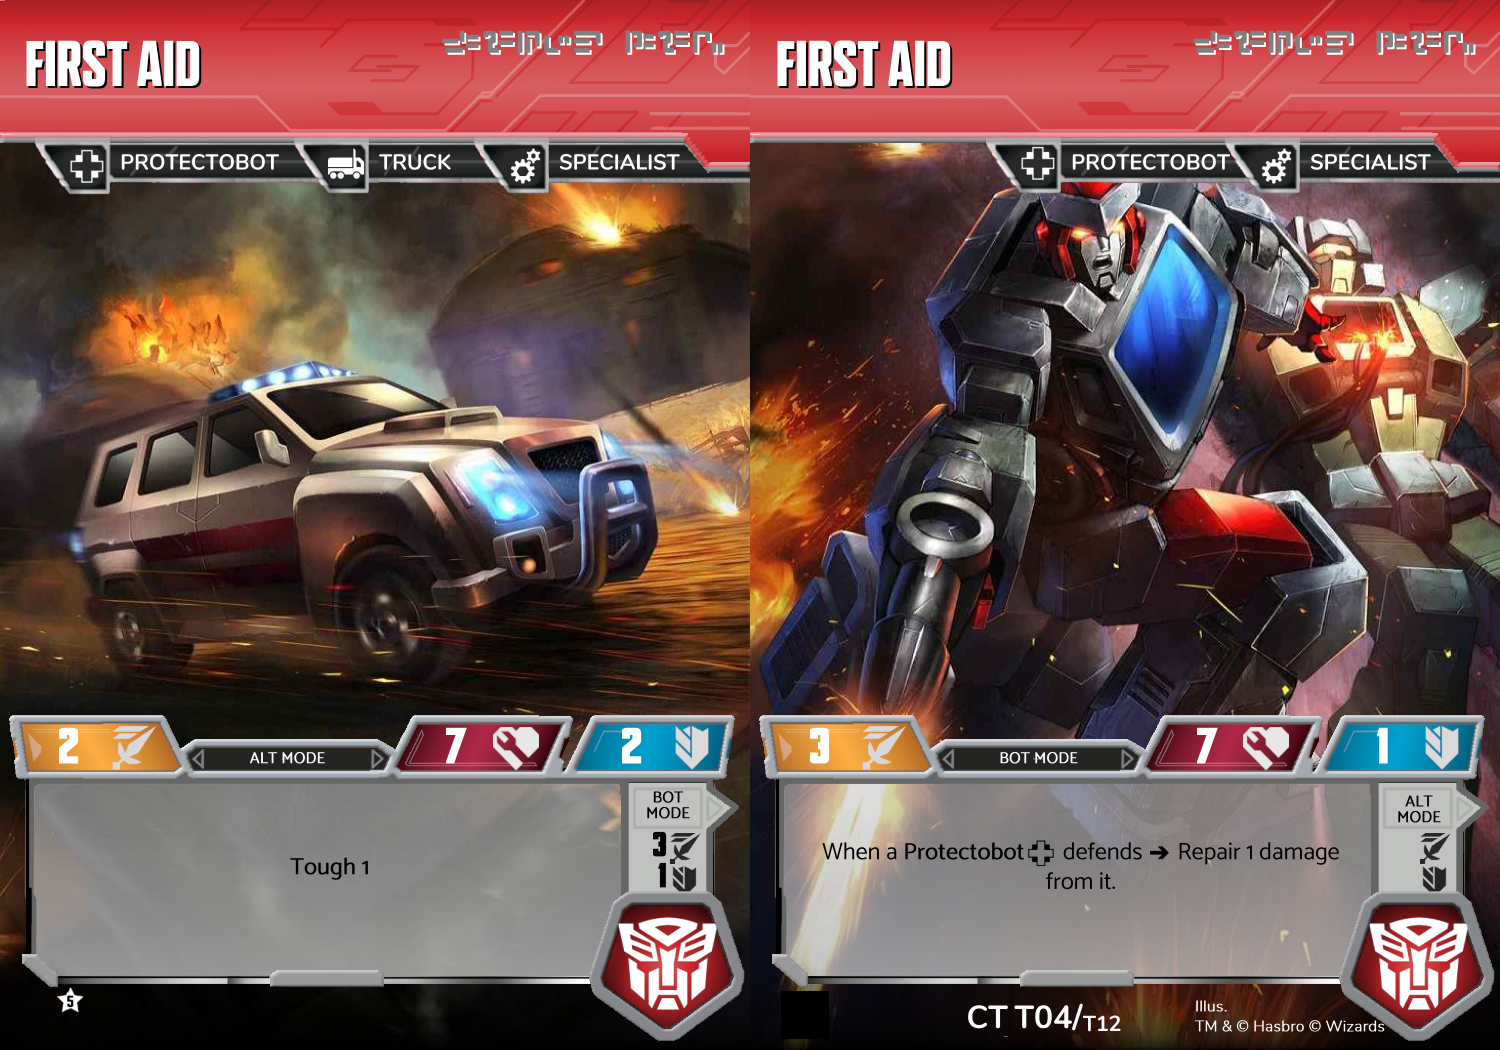 FIRST AID
PROTECTOBOT TRUCK SPECIALIST
2 ALT MODE 7 2
BOT
MODE
3
1
Tough 1
5
FIRST AID
PROTECTOBOT SPECIALIST
3 BOT MODE 7 1
ALT
MODE
When a Protectobot defends ➔ Repair 1 damage
from it.
CT T04/T12
Illus.
TM & © Hasbro © Wizards